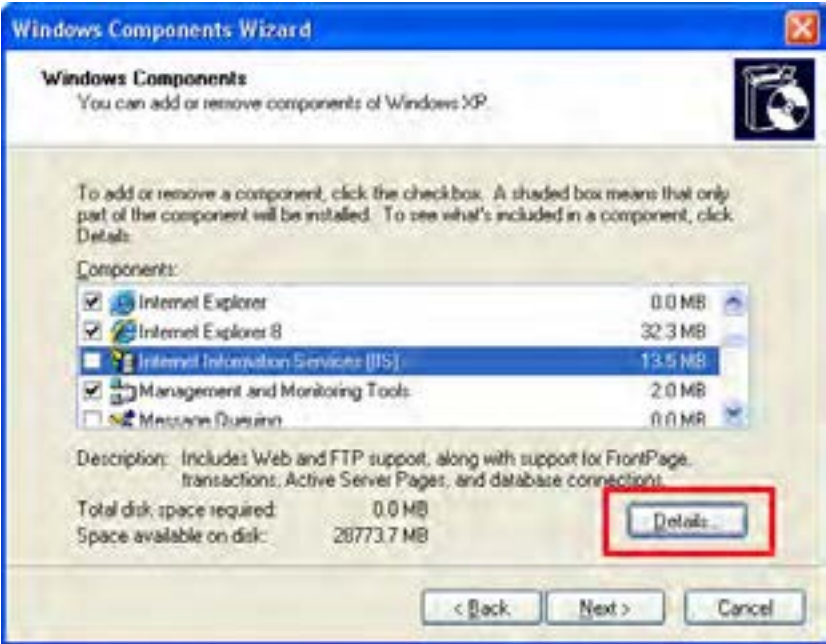 Windows Components Wizard
Windows Components
You can add or remove components of Windows XP.
To add or remove a component, click the checkbox. A shaded box means that only
part of the component will be installed. To see what's included in a component, click
Details.
Components:
Internet Explorer 0.0 MB
Internet Explorer 8 32.3 MB
Internet Information Services (IIS) 13.5 MB
Management and Monitoring Tools 2.0 MB
Message Queuing 0.0 MB
Description: Includes Web and FTP support, along with support for FrontPage,
transactions, Active Server Pages, and database connections.
Total disk space required: 0.0 MB
Space available on disk: 28773.7 MB
Details...
< Back
Next >
Cancel